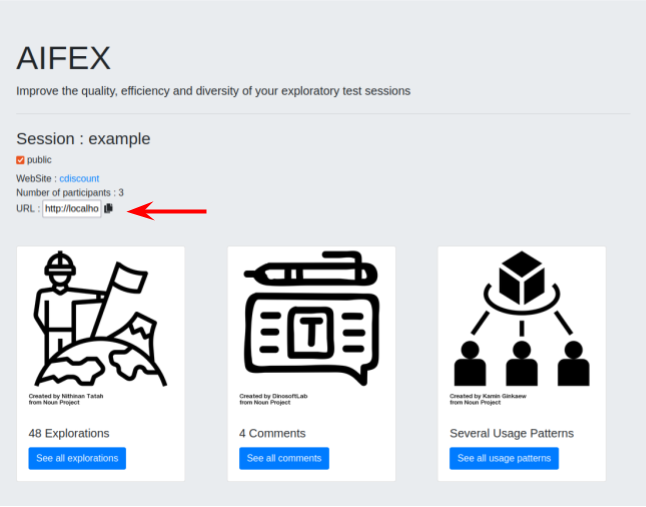 AIFEX
Improve the quality, efficiency and diversity of your exploratory test sessions
Session : example
public
WebSite : cdiscount
Number of participants : 3
URL : http://localho
T
Created by Nithinan Tatah
from Noun Project
48 Explorations
See all explorations
Created by DinosoftLab
from Noun Project
4 Comments
See all comments
Created by Kamin Ginkaew
from Noun Project
Several Usage Patterns
See all usage patterns